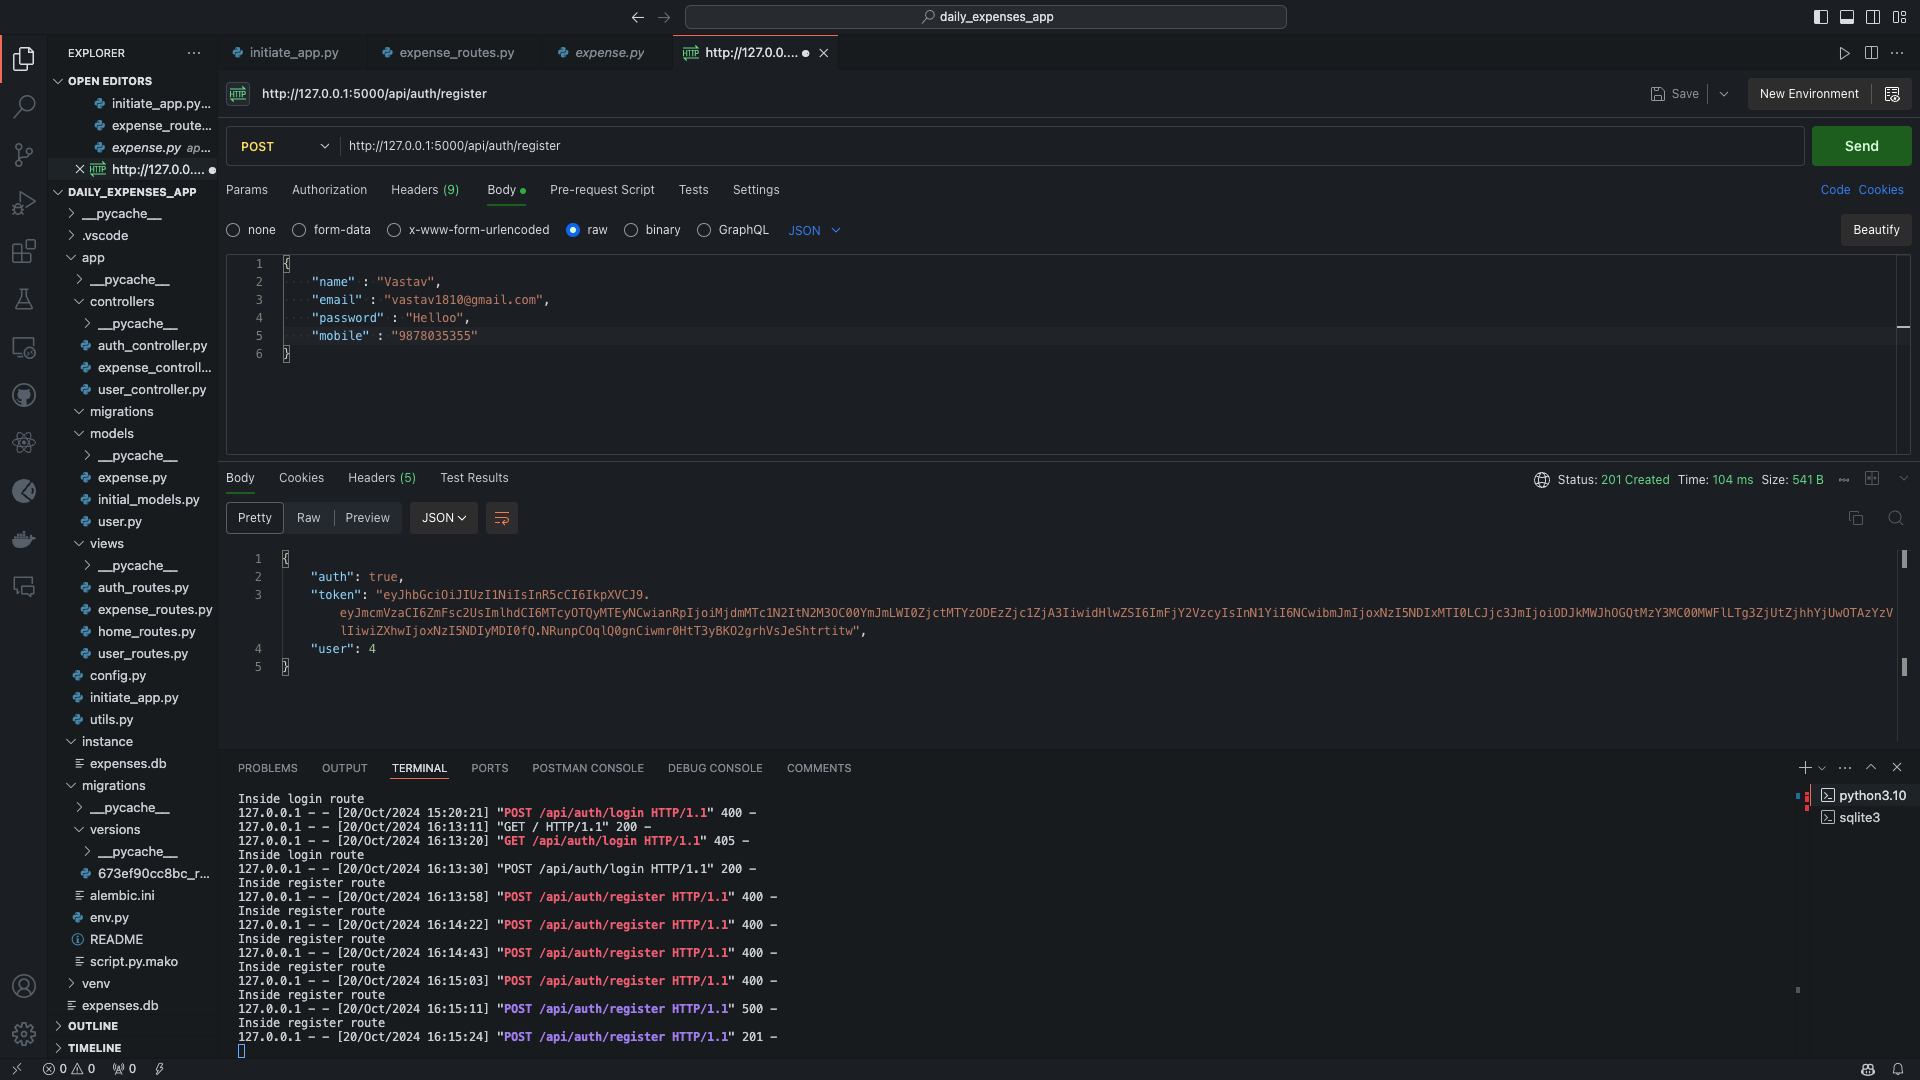 daily_expenses_app
EXPLORER
OPEN EDITORS
initiate_app.py...
expense_route...
expense.py ap...
HTTP http://127.0.0....
DAILY_EXPENSES_APP
__pycache__
.vscode
app
__pycache__
controllers
__pycache__
auth_controller.py
expense_controll...
user_controller.py
migrations
models
__pycache__
expense.py
initial_models.py
user.py
views
__pycache__
auth_routes.py
expense_routes.py
home_routes.py
user_routes.py
config.py
initiate_app.py
utils.py
instance
expenses.db
migrations
__pycache__
versions
__pycache__
673ef90cc8bc_r...
alembic.ini
env.py
README
script.py.mako
venv
expenses.db
OUTLINE
TIMELINE
initiate_app.py expense_routes.py expense.py HTTP http://127.0.0....
HTTP http://127.0.0.1:5000/api/auth/register Save New Environment
POST http://127.0.0.1:5000/api/auth/register Send
Params Authorization Headers (9) Body Pre-request Script Tests Settings Code Cookies
none form-data x-www-form-urlencoded raw binary GraphQL JSON Beautify
1 {
2 "name" : "Vastav",
3 "email" : "vastav1810@gmail.com",
4 "password" : "Helloo",
5 "mobile" : "9878035355"
6 }
Body Cookies Headers (5) Test Results Status: 201 Created Time: 104 ms Size: 541 B
Pretty Raw Preview JSON
1 {
2 "auth": true,
3 "token": "eyJhbGciOiJIUzI1NiIsInR5cCI6IkpXVCJ9.
4 "user": 4
5 }
PROBLEMS OUTPUT TERMINAL PORTS POSTMAN CONSOLE DEBUG CONSOLE COMMENTS
Inside login route
127.0.0.1 - - [20/Oct/2024 15:20:21] "POST /api/auth/login HTTP/1.1" 400 -
127.0.0.1 - - [20/Oct/2024 16:13:11] "GET / HTTP/1.1" 200 -
127.0.0.1 - - [20/Oct/2024 16:13:20] "GET /api/auth/login HTTP/1.1" 405 -
Inside login route
127.0.0.1 - - [20/Oct/2024 16:13:30] "POST /api/auth/login HTTP/1.1" 200 -
Inside register route
127.0.0.1 - - [20/Oct/2024 16:13:58] "POST /api/auth/register HTTP/1.1" 400 -
Inside register route
127.0.0.1 - - [20/Oct/2024 16:14:22] "POST /api/auth/register HTTP/1.1" 400 -
Inside register route
127.0.0.1 - - [20/Oct/2024 16:14:43] "POST /api/auth/register HTTP/1.1" 400 -
Inside register route
127.0.0.1 - - [20/Oct/2024 16:15:03] "POST /api/auth/register HTTP/1.1" 400 -
Inside register route
127.0.0.1 - - [20/Oct/2024 16:15:11] "POST /api/auth/register HTTP/1.1" 500 -
Inside register route
127.0.0.1 - - [20/Oct/2024 16:15:24] "POST /api/auth/register HTTP/1.1" 201 -
python3.10
sqlite3
0 0 0